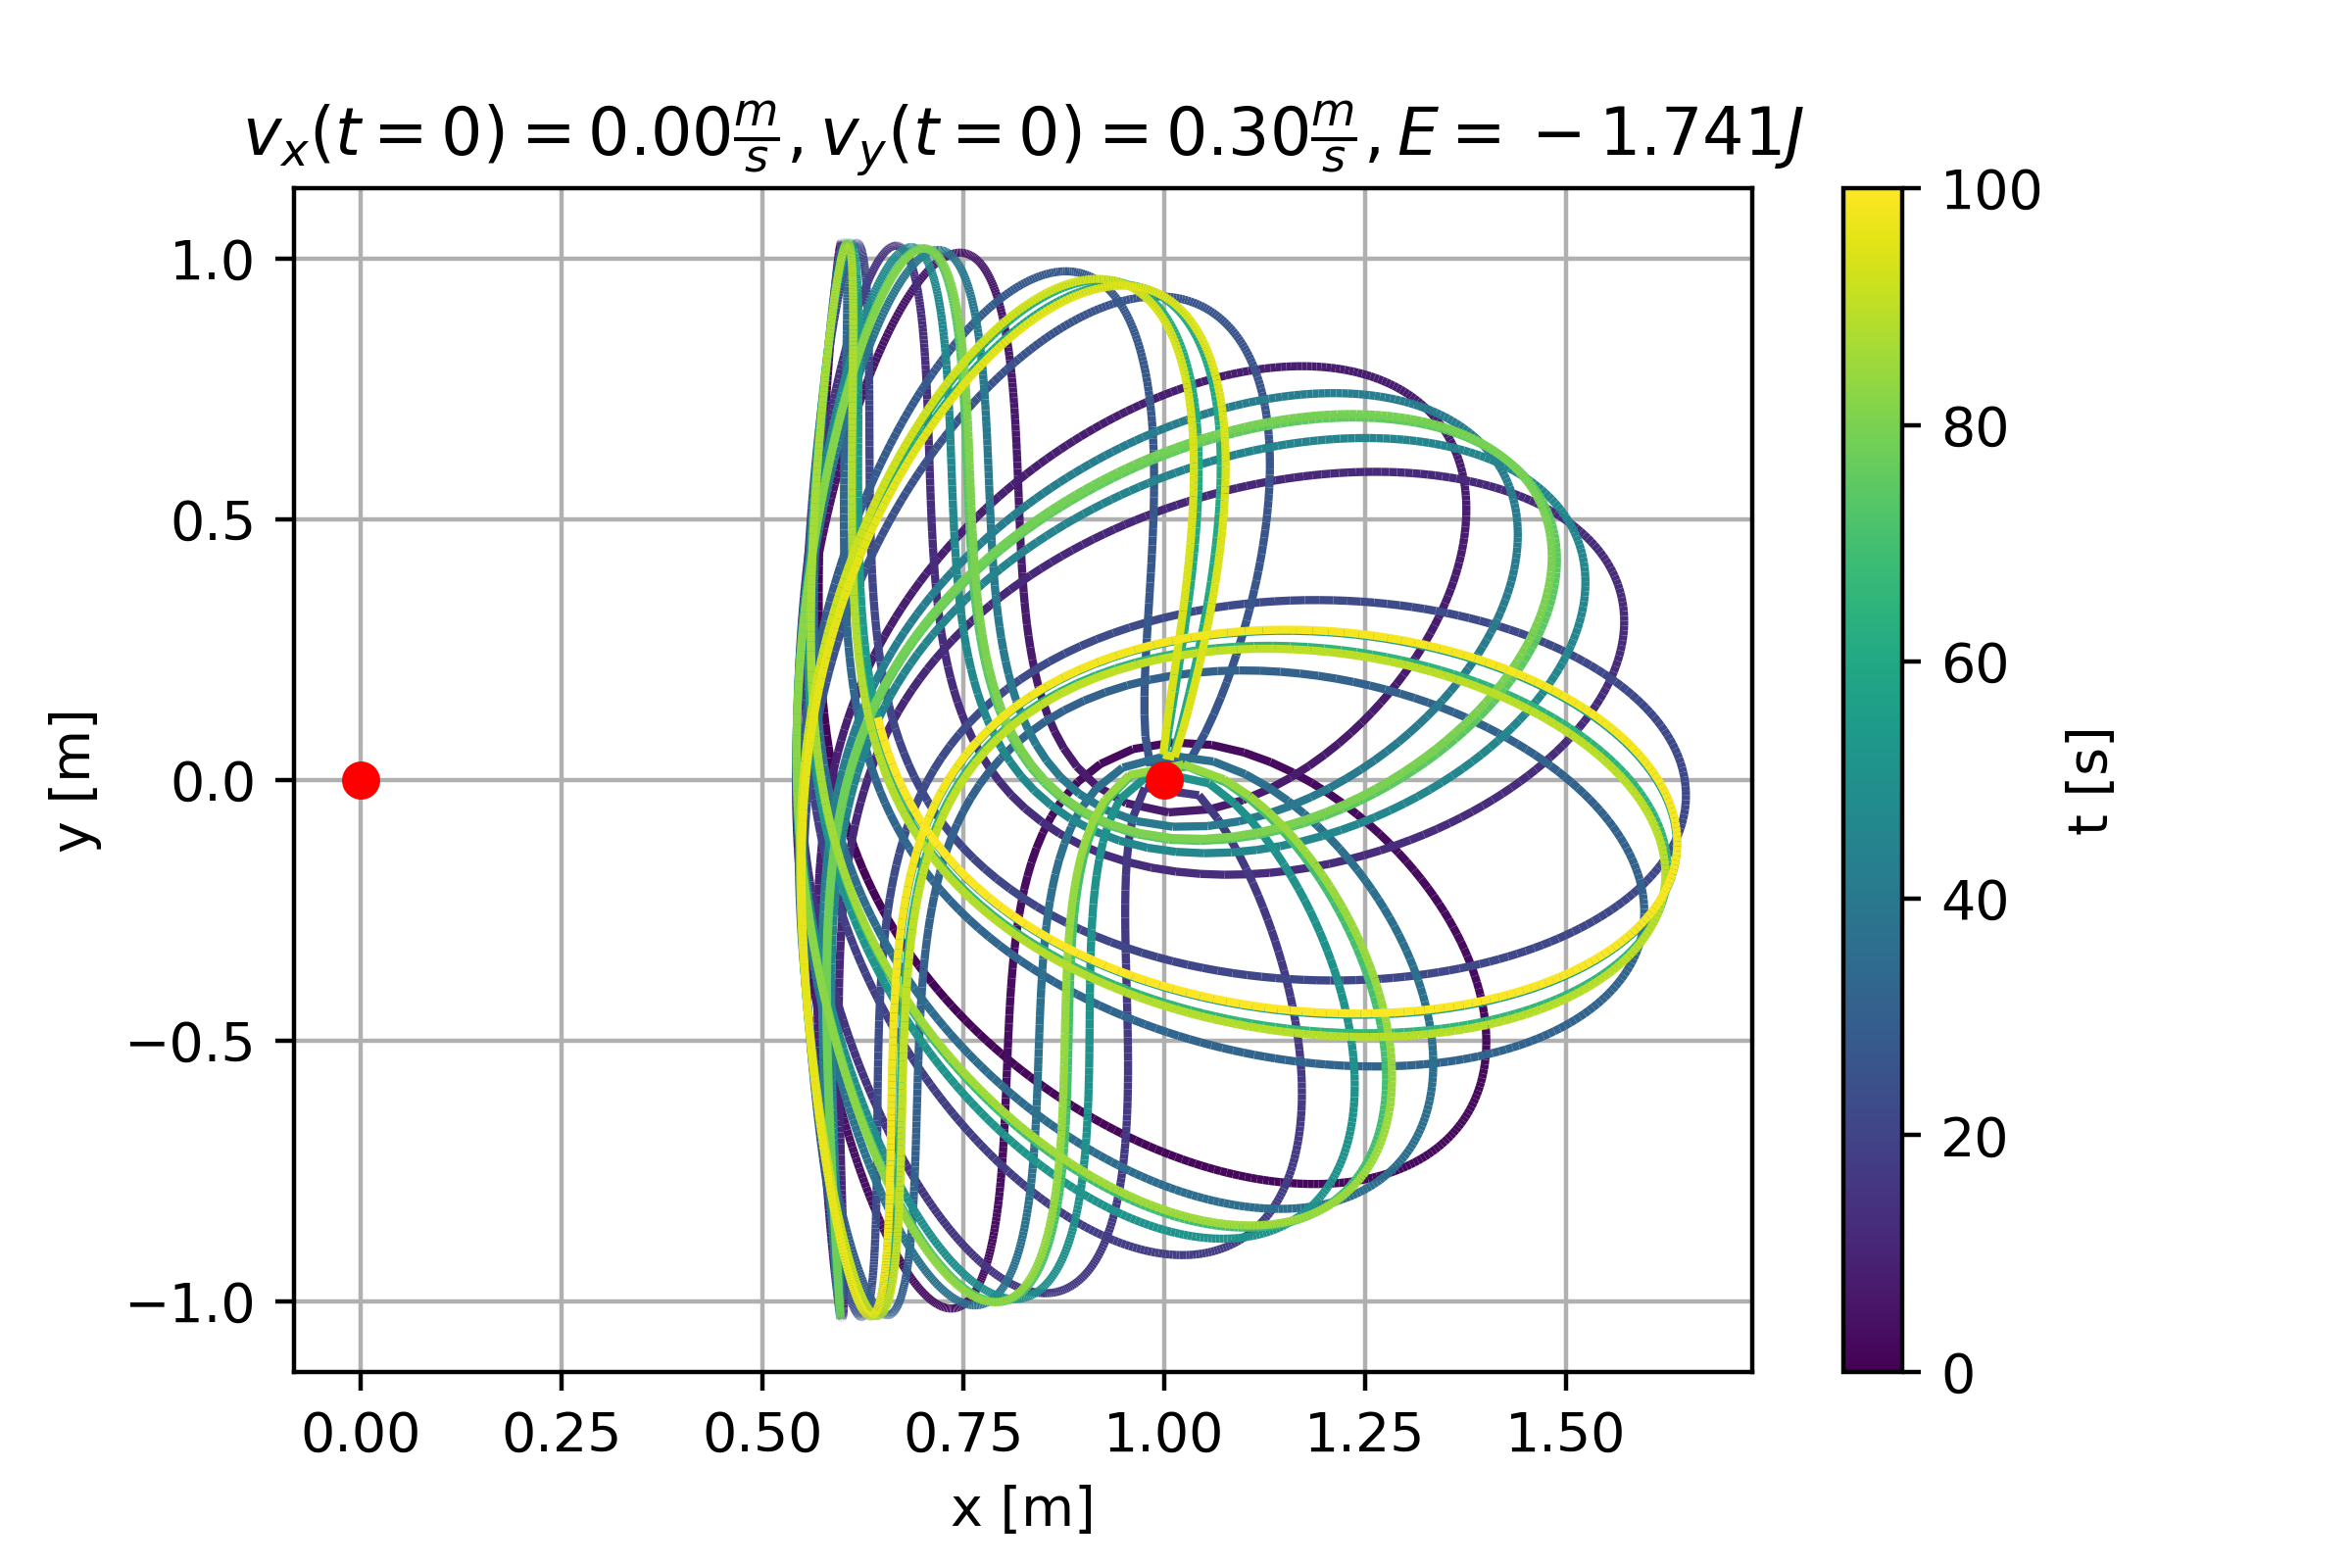 v_x(t = 0) = 0.00 m/s, v_y(t = 0) = 0.30 m/s, E = −1.741J
1.0
0.5
0.0
−0.5
−1.0
y [m]
0.00 0.25 0.50 0.75 1.00 1.25 1.50
x [m]
100
80
60
40
20
0
t [s]